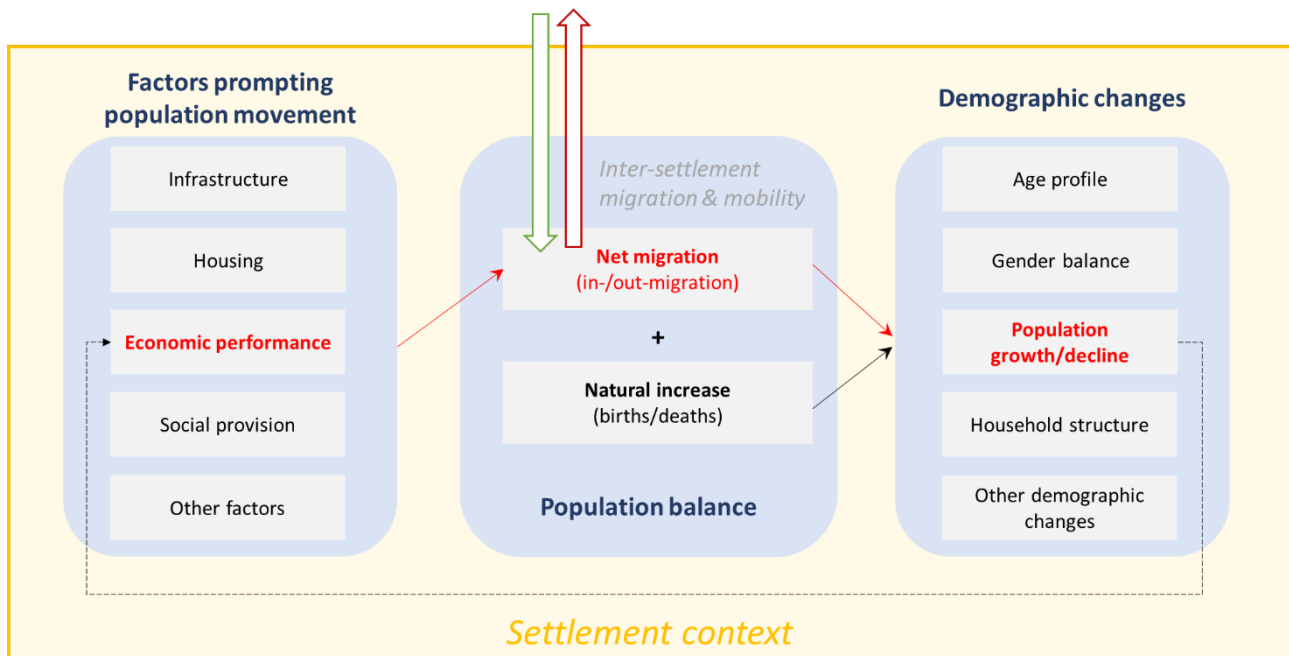 Factors prompting
population movement
Infrastructure
Housing
Economic performance
Social provision
Other factors
Inter-settlement
migration & mobility
Net migration
(in-/out-migration)
+
Natural increase
(births/deaths)
Population balance
Demographic changes
Age profile
Gender balance
Population
growth/decline
Household structure
Other demographic
changes
Settlement context